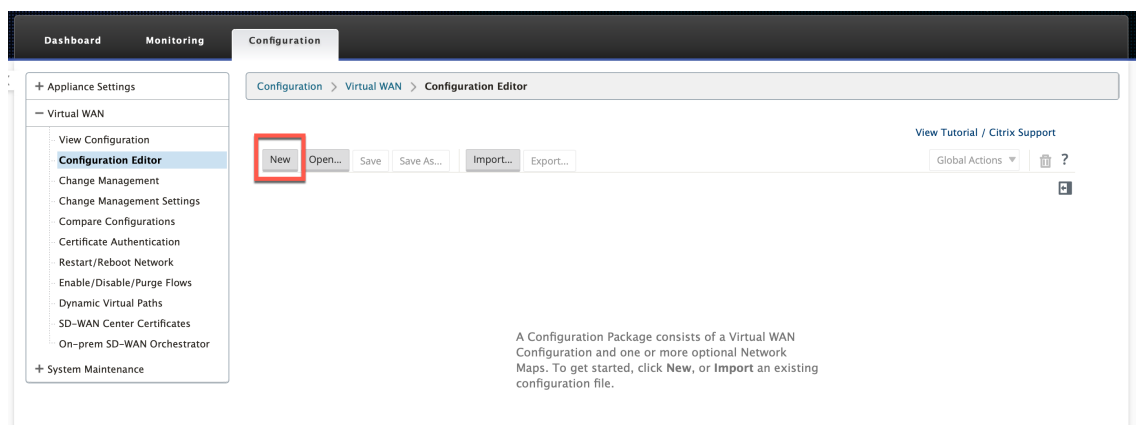 Dashboard Monitoring Configuration
+ Appliance Settings
− Virtual WAN
View Configuration
Configuration Editor
Change Management
Change Management Settings
Compare Configurations
Certificate Authentication
Restart/Reboot Network
Enable/Disable/Purge Flows
Dynamic Virtual Paths
SD-WAN Center Certificates
On-prem SD-WAN Orchestrator
+ System Maintenance
Configuration > Virtual WAN > Configuration Editor
View Tutorial / Citrix Support
New Open... Save Save As... Import... Export... Global Actions ▼ ?
A Configuration Package consists of a Virtual WAN
Configuration and one or more optional Network
Maps. To get started, click New, or Import an existing
configuration file.